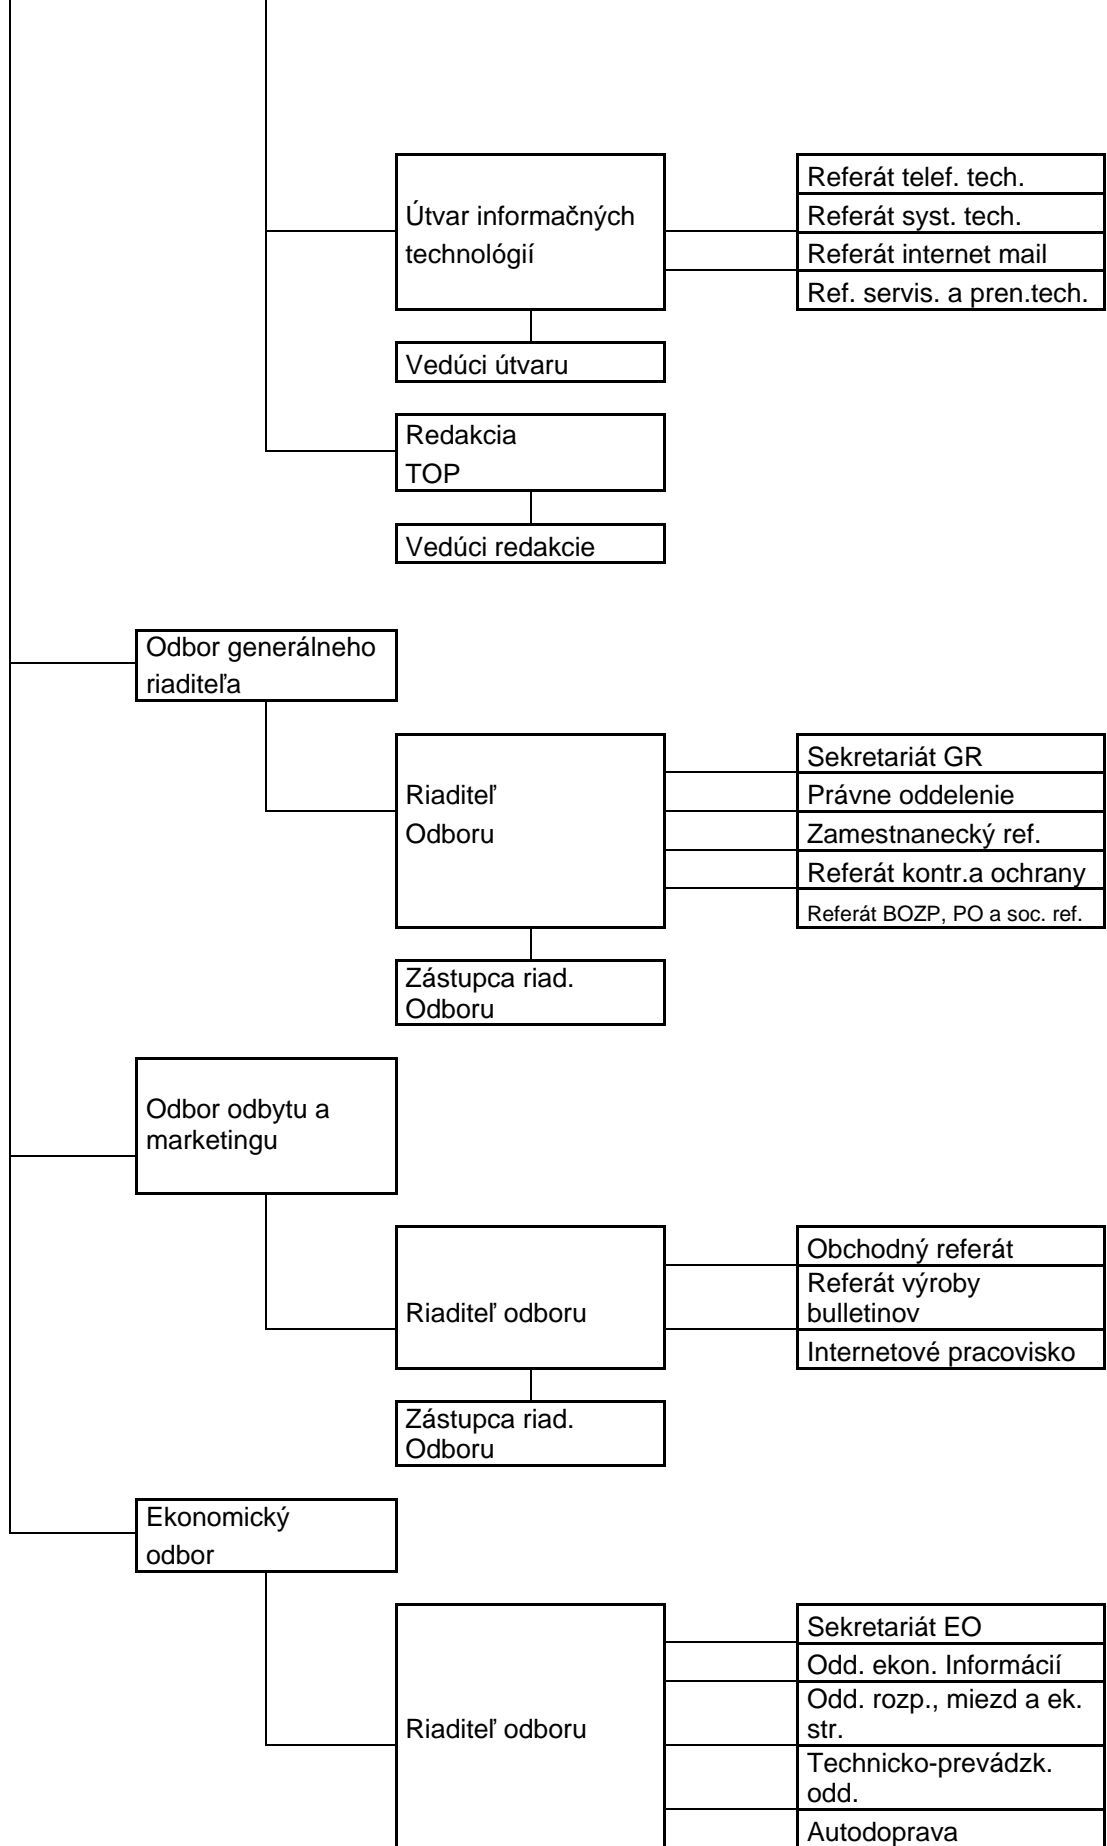 Útvar informačných
technológií
Referát telef. tech.
Referát syst. tech.
Referát internet mail
Ref. servis. a pren.tech.
Vedúci útvaru
Redakcia
TOP
Vedúci redakcie
Odbor generálneho
riaditeľa
Riaditeľ
Odboru
Sekretariát GR
Právne oddelenie
Zamestnanecký ref.
Referát kontr.a ochrany
Referát BOZP, PO a soc. ref.
Zástupca riad.
Odboru
Odbor odbytu a
marketingu
Riaditeľ odboru
Obchodný referát
Referát výroby
bulletinov
Internetové pracovisko
Zástupca riad.
Odboru
Ekonomický
odbor
Riaditeľ odboru
Sekretariát EO
Odd. ekon. Informácií
Odd. rozp., miezd a ek.
str.
Technicko-prevádzk.
odd.
Autodoprava